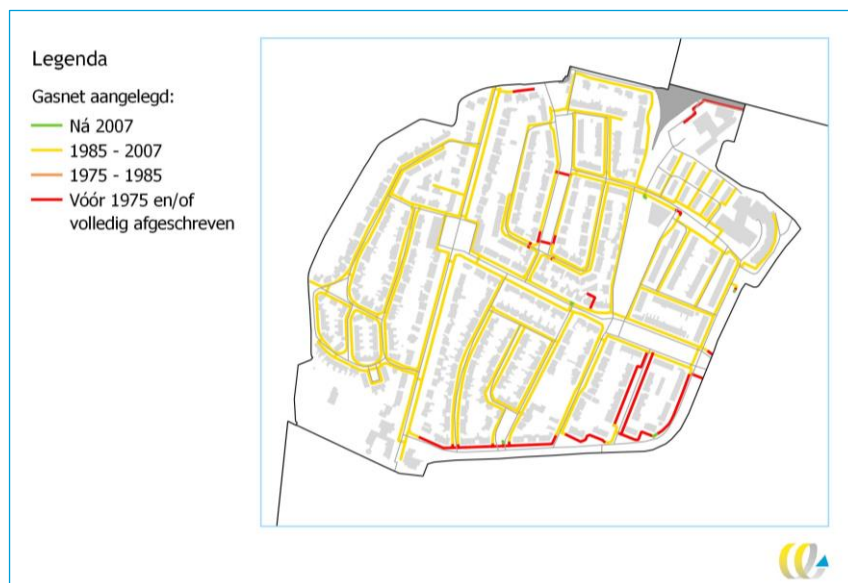 Legenda
Gasnet aangelegd:
Ná 2007
1985 - 2007
1975 - 1985
Vóór 1975 en/of
volledig afgeschreven